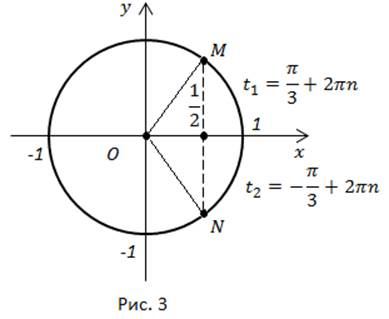 y
M
t₁ = π/3 + 2πn
1/2
-1
O
1
x
t₂ = -π/3 + 2πn
N
-1
Рис. 3